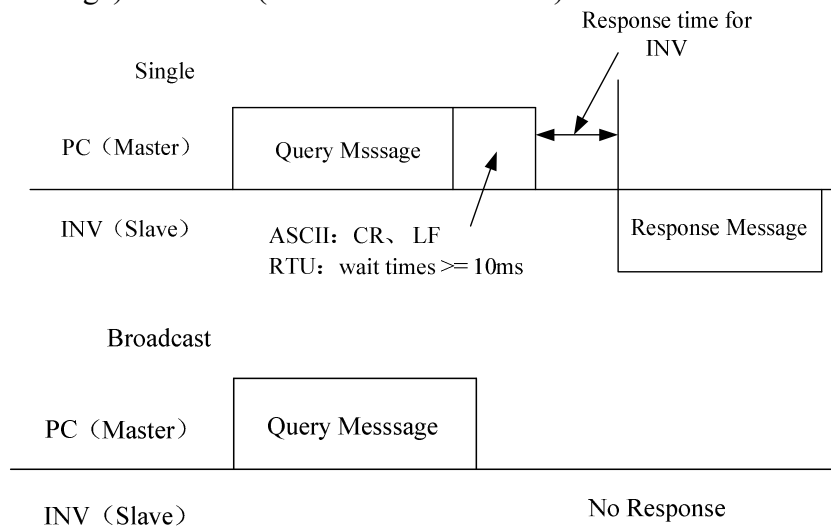 Response time for
INV
Single
PC（Master）
Query Msssage
INV（Slave）
ASCII：CR、LF
RTU：wait times >= 10ms
Response Message
Broadcast
PC（Master）
Query Messsage
INV（Slave）
No Response